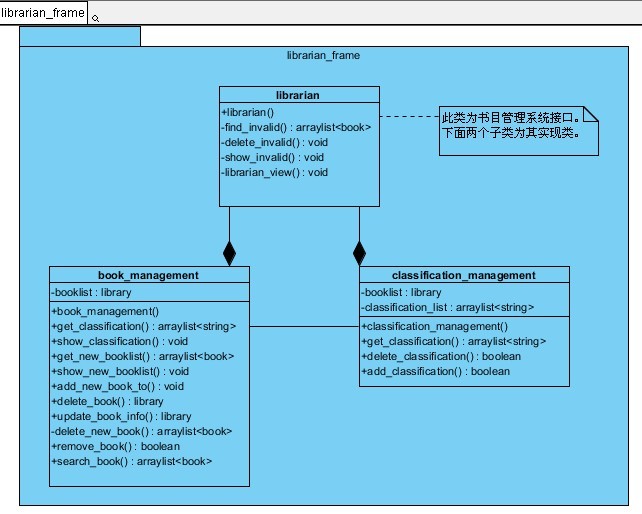 librarian_frame
librarian_frame
librarian
+librarian()
-find_invalid() : arraylist<book>
-delete_invalid() : void
-show_invalid() : void
-librarian_view() : void
此类为书目管理系统接口。
下面两个子类为其实现类。
book_management
-booklist : library
+book_management()
+get_classification() : arraylist<string>
+show_classification() : void
+get_new_booklist() : arraylist<book>
+show_new_booklist() : void
+add_new_book_to() : void
+delete_book() : library
+update_book_info() : library
-delete_new_book() : arraylist<book>
+remove_book() : boolean
+search_book() : arraylist<book>
classification_management
-booklist : library
-classification_list : arraylist<string>
+classification_management()
+get_classification() : arraylist<string>
+delete_classification() : boolean
+add_classification() : boolean